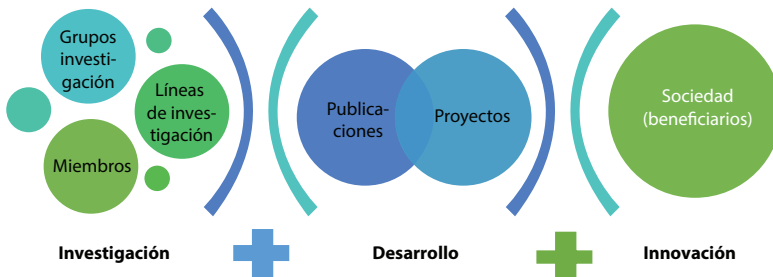 Grupos
investi-
gación
Líneas
de inves-
tigación
Miembros
Publica-
ciones
Proyectos
Sociedad
(beneficiarios)
Investigación
Desarrollo
Innovación